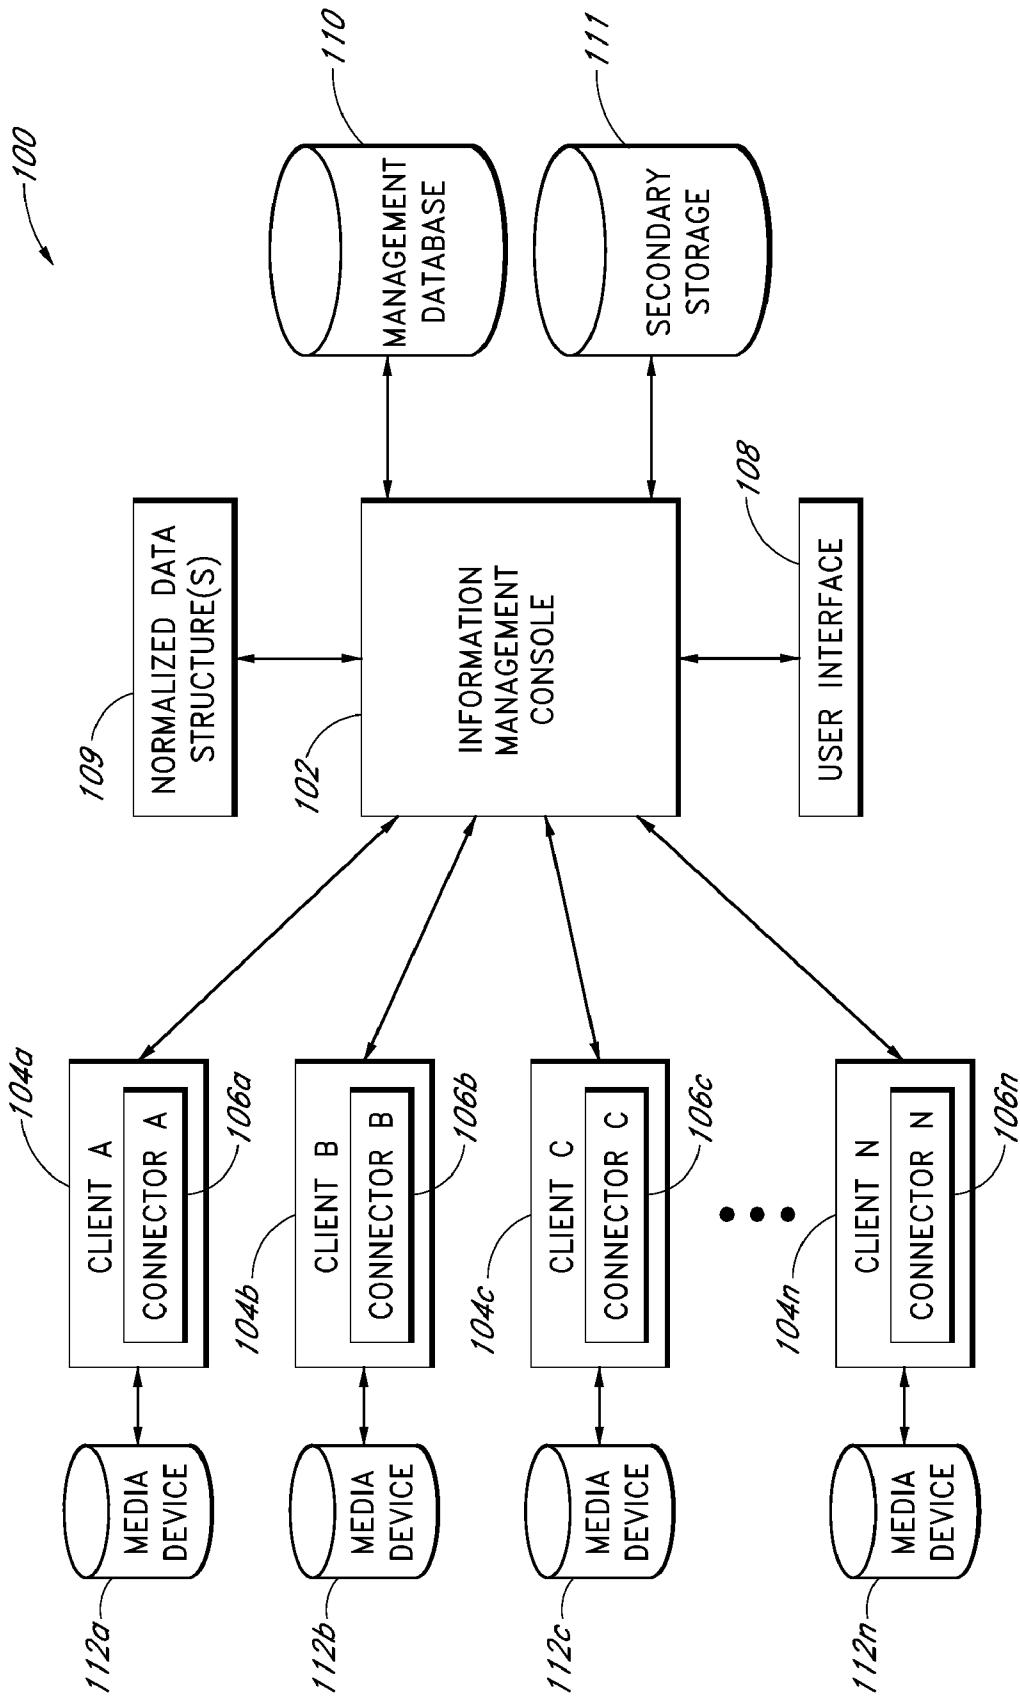 100
112a
MEDIA
DEVICE
104a
CLIENT A
CONNECTOR A
106a
112b
MEDIA
DEVICE
104b
CLIENT B
CONNECTOR B
106b
112c
MEDIA
DEVICE
104c
CLIENT C
CONNECTOR C
106c
112n
MEDIA
DEVICE
104n
CLIENT N
CONNECTOR N
106n
109
NORMALIZED DATA
STRUCTURE(S)
102
INFORMATION
MANAGEMENT
CONSOLE
108
USER INTERFACE
110
MANAGEMENT
DATABASE
111
SECONDARY
STORAGE